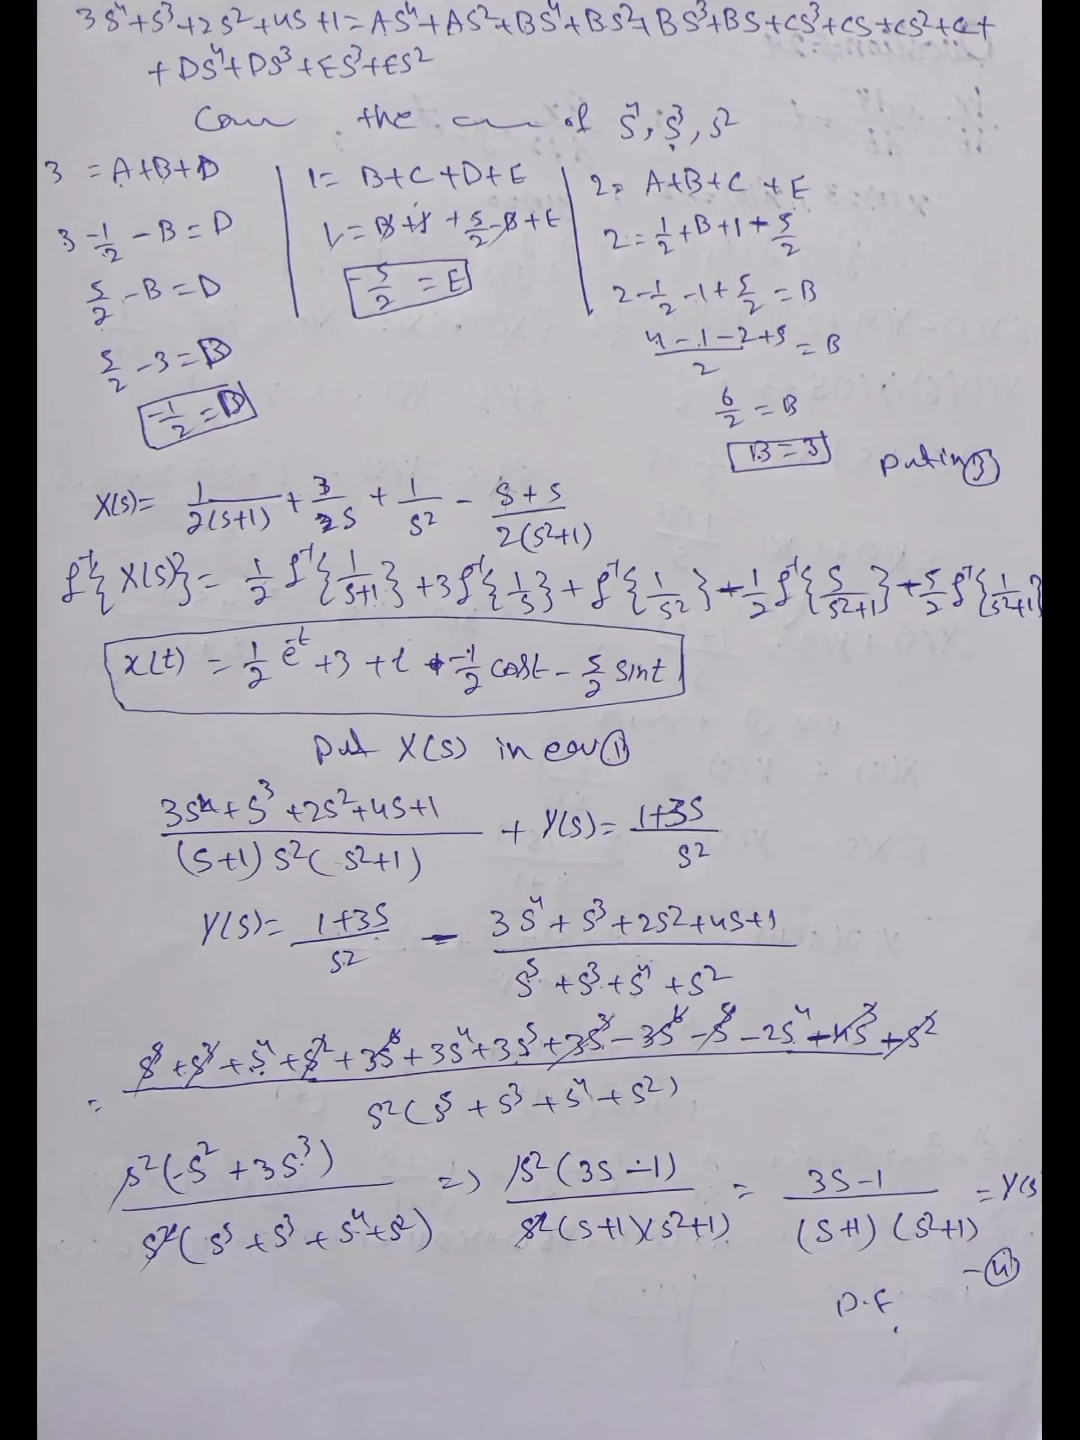 3s⁴+s³+2s²+4s+1 = As⁴+As²+Bs⁴+Bs²+Bs³+Bs+Cs³+Cs+Cs²+C+
+Ds⁴+Ds³+Es³+Es²
the of s⁴, s³, s²
3 = A+B+D
3-1/2-B=D
5/2-B=D
5/2-3=D
-1/2=D
1= B+C+D+E
1=B+1+5/2-B+E
-5/2=E
2= A+B+C+E
2=1/2+B+1+5/2
2-1/2-1+5/2=B
(4-1-2+5)/2=B
6/2=B
B=3
Puting (3)
X(s)= 1/2(s+1) + 3/s + 1/s² - s+5/2(s²+1)
L⁻¹{X(s)}= 1/2 L⁻¹{1/s+1}+3L⁻¹{1/s}+L⁻¹{1/s²}-1/2 L⁻¹{s/s²+1}-5/2 L⁻¹{1/s²+1}
x(t) = 1/2 e⁻ᵗ+3+t-1/2 cost-5/2 sint
Put X(s) in eqn (1)
3s⁴+s³+2s²+4s+1/(s+1)s²(s²+1) + Y(s)= 1+3s/s²
Y(s)= 1+3s/s² - 3s⁴+s³+2s²+4s+1/s⁵+s³+s⁴+s²
= s⁵+s³+s⁴+s²+3s⁶+3s⁴+3s⁵+3s³-3s⁶-s⁵-2s⁴-4s³-s²/s²(s⁵+s³+s⁴+s²)
s²(-s²+3s³)/s²(s⁵+s³+s⁴+s²) => s²(3s-1)/s²(s+1)(s²+1) = 3s-1/(s+1)(s²+1) = Y(s
-(4)
P.F.